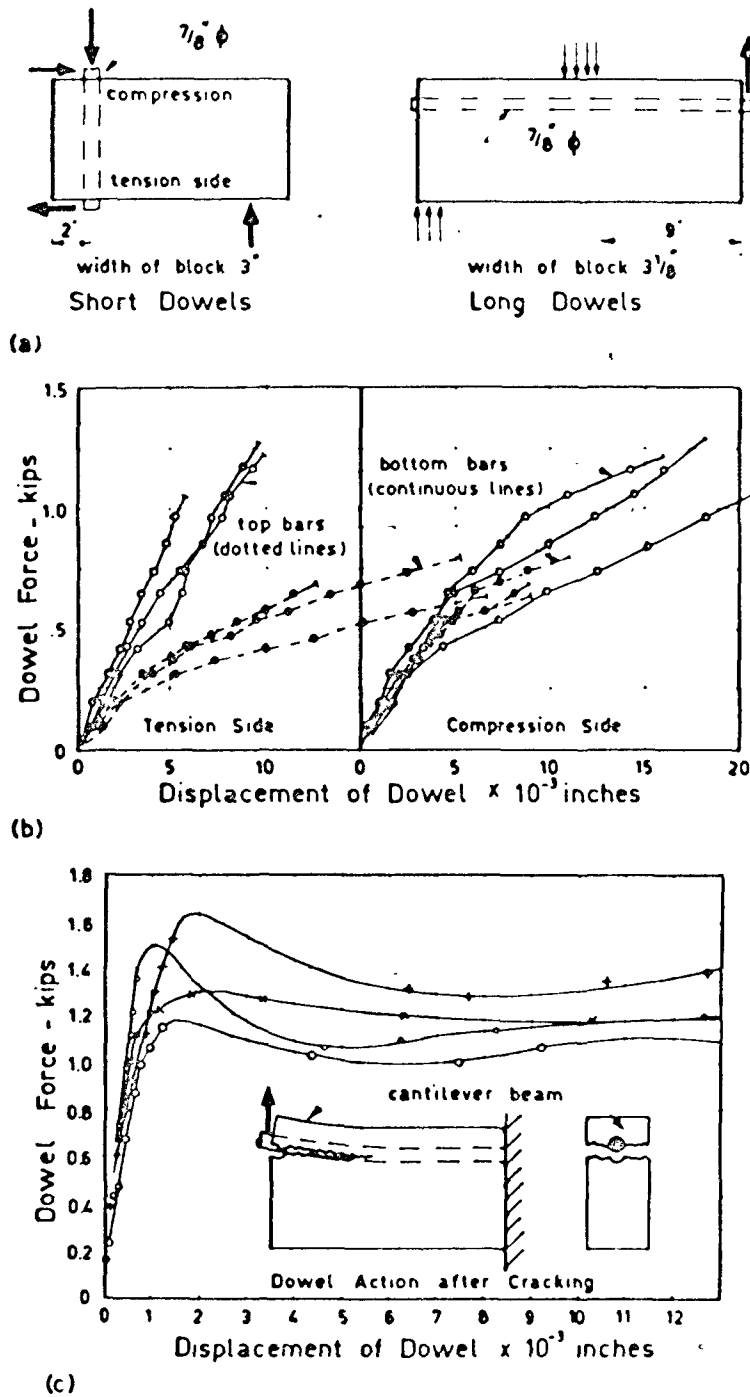 7/8" ϕ
compression
tension side
2"
width of block 3"
Short Dowels
7/8" ϕ
9"
width of block 3 1/8"
Long Dowels
(a)
Dowel Force - kips
1.5
1.0
.5
0
top bars
(dotted lines)
bottom bars
(continuous lines)
Tension Side
Compression Side
0 5 10 0 5 10 15 20
Displacement of Dowel x 10⁻³ inches
(b)
Dowel Force - kips
1.8
1.6
1.4
1.2
1.0
0.8
0.6
0.4
0.2
cantilever beam
Dowel Action after Cracking
0 1 2 3 4 5 6 7 8 9 10 11 12
Displacement of Dowel x 10⁻³ inches
(c)